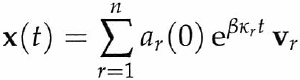 x(t) = ∑_{r=1}^{n} a_r(0) e^{βκ_r t} v_r